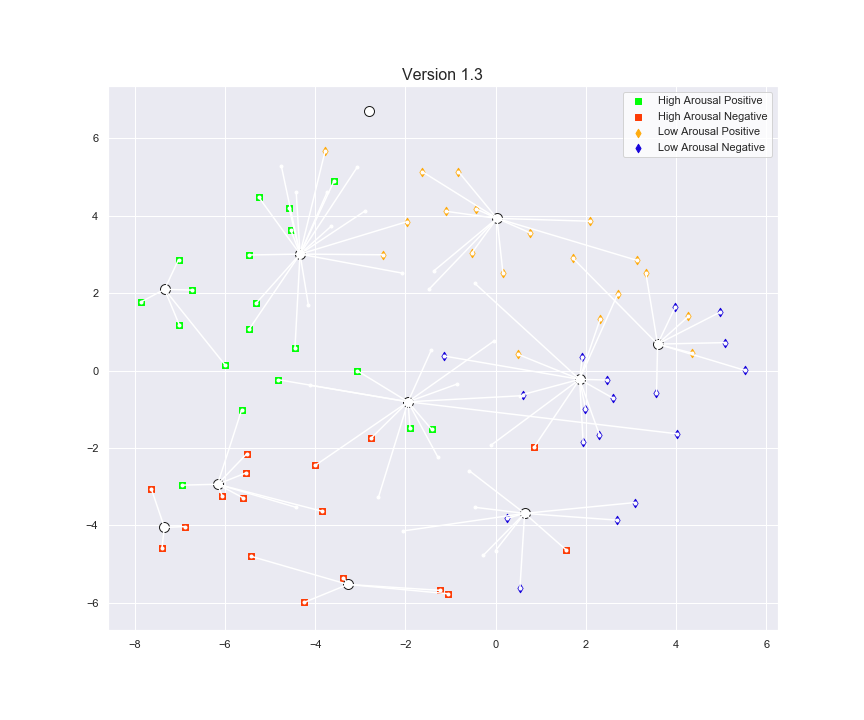 Version 1.3
High Arousal Positive
High Arousal Negative
Low Arousal Positive
Low Arousal Negative
6
4
2
0
−2
−4
−6
−8 −6 −4 −2 0 2 4 6